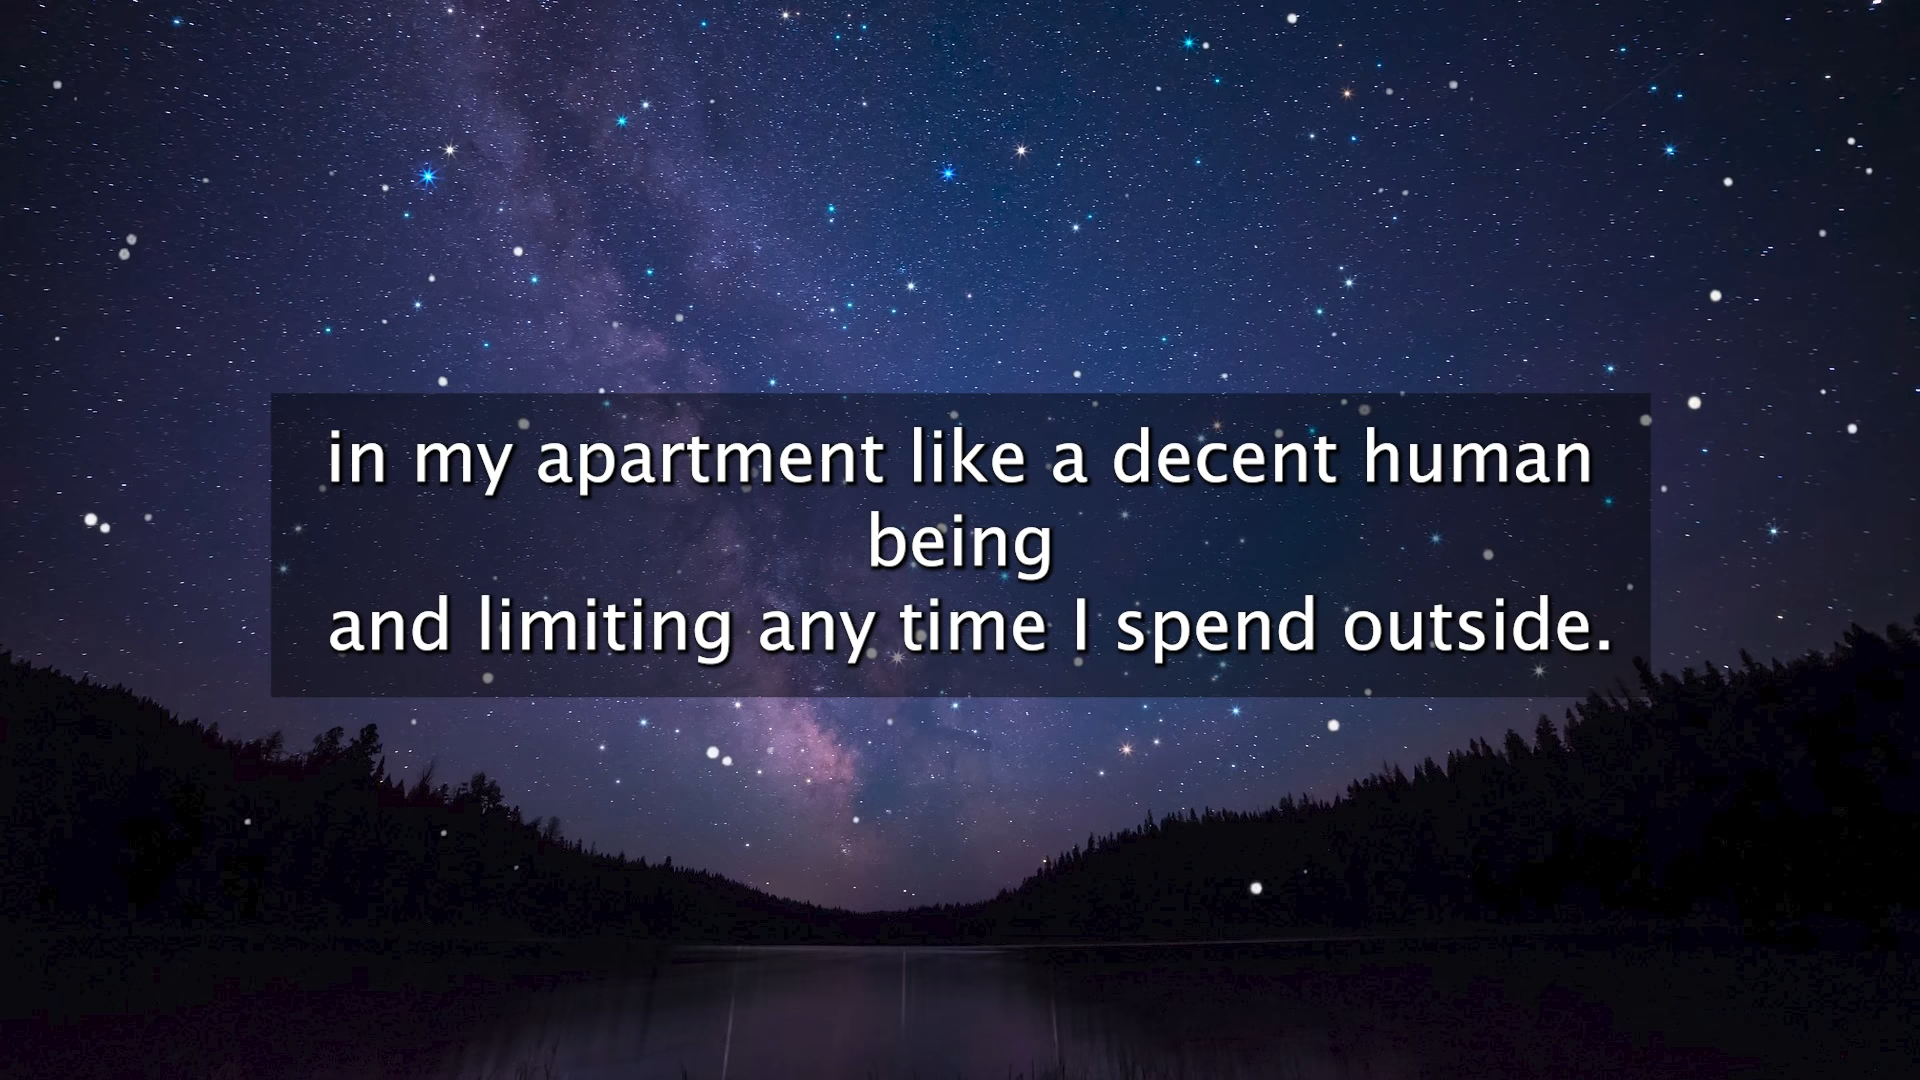 in my apartment like a decent human
being
and limiting any time I spend outside.